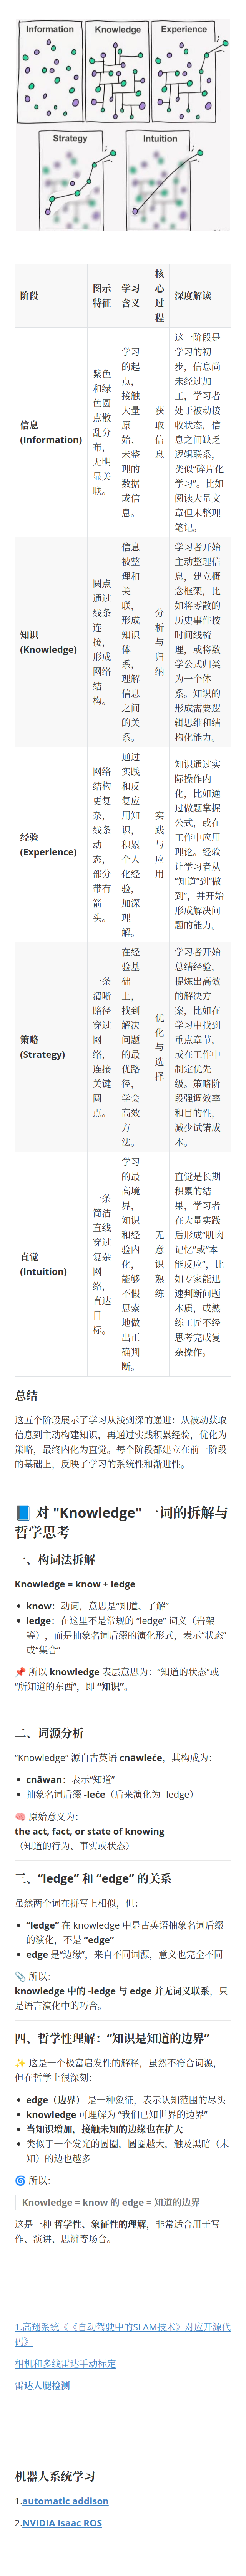 Information
Knowledge
Experience
Strategy
Intuition
阶段
图示
特征
学习
含义
核
心
过
程
深度解读
信息
(Information)
紫色
和绿
色圆
点散
乱分
布，
无明
显关
联。
学习
的起
点，
接触
大量
原
始、
未整
理的
数据
或信
息。
获
取
信
息
这一阶段是
学习的初
步，信息尚
未经过加
工，学习者
处于被动接
收状态，信
息之间缺乏
逻辑联系，
类似“碎片化
学习”。比如
阅读大量文
章但未整理
笔记。
知识
(Knowledge)
圆点
通过
线条
连
接，
形成
网络
结
构。
信息
被整
理和
关
联，
形成
知识
体
系，
理解
信息
之间
的关
系。
分
析
与
归
纳
学习者开始
主动整理信
息，建立概
念框架，比
如将零散的
历史事件按
时间线梳
理，或将数
学公式归类
为一个体
系。知识的
形成需要逻
辑思维和结
构化能力。
经验
(Experience)
网络
结构
更复
杂，
线条
动
态，
部分
带有
箭
头。
通过
实践
和反
复应
用知
识，
积累
个人
化经
验，
加深
理
解。
实
践
与
应
用
知识通过实
际操作内
化，比如通
过做题掌握
公式，或在
工作中应用
理论。经验
让学习者从
“知道”到“做
到”，并开始
形成解决问
题的能力。
策略
(Strategy)
一条
清晰
路径
穿过
网
络，
连接
关键
圆
点。
在经
验基
础
上，
找到
解决
问题
的最
优路
径，
学会
高效
方
法。
优
化
与
选
择
学习者开始
总结经验，
提炼出高效
的解决方
案，比如在
学习中找到
重点章节，
或在工作中
制定优先
级。策略阶
段强调效率
和目的性，
减少试错成
本。
直觉
(Intuition)
一条
简洁
直线
穿过
复杂
网
络，
直达
目
标。
学习
的最
高境
界，
知识
和经
验内
化，
能够
不假
思索
地做
出正
确判
断。
无
意
识
熟
练
直觉是长期
积累的结
果，学习者
在大量实践
后形成“肌肉
记忆”或“本
能反应”，比
如专家能迅
速判断问题
本质，或熟
练工匠不经
思考完成复
杂操作。
总结
这五个阶段展示了学习从浅到深的递进：从被动获取
信息到主动构建知识，再通过实践积累经验，优化为
策略，最终内化为直觉。每个阶段都建立在前一阶段
的基础上，反映了学习的系统性和渐进性。
📘 对 "Knowledge" 一词的拆解与
哲学思考
一、构词法拆解
Knowledge = know + ledge
• know：动词，意思是“知道、了解”
• ledge：在这里不是常规的 “ledge” 词义（岩架
等），而是抽象名词后缀的演化形式，表示“状态”
或“集合”
📌 所以 knowledge 表层意思为：“知道的状态”或
“所知道的东西”，即 “知识”。
二、词源分析
“Knowledge” 源自古英语 cnāwleċe，其构成为：
• cnāwan：表示“知道”
• 抽象名词后缀 -leċe（后来演化为 -ledge）
🧠 原始意义为：
the act, fact, or state of knowing
（知道的行为、事实或状态）
三、“ledge” 和 “edge” 的关系
虽然两个词在拼写上相似，但：
• “ledge” 在 knowledge 中是古英语抽象名词后缀
的演化，不是 “edge”
• edge 是“边缘”，来自不同词源，意义也完全不同
📎 所以：
knowledge 中的 -ledge 与 edge 并无词义联系，只
是语言演化中的巧合。
四、哲学性理解：“知识是知道的边界”
✨ 这是一个极富启发性的解释，虽然不符合词源，
但在哲学上很深刻：
• edge（边界） 是一种象征，表示认知范围的尽头
• knowledge 可理解为 “我们已知世界的边界”
• 当知识增加，接触未知的边缘也在扩大
• 类似于一个发光的圆圈，圆圈越大，触及黑暗（未
知）的边也越多
🌀 所以：
Knowledge = know 的 edge = 知道的边界
这是一种 哲学性、象征性的理解，非常适合用于写
作、演讲、思辨等场合。
1.高翔系统《《自动驾驶中的SLAM技术》对应开源代
码》
相机和多线雷达手动标定
雷达人腿检测
机器人系统学习
1.automatic addison
2.NVIDIA Isaac ROS